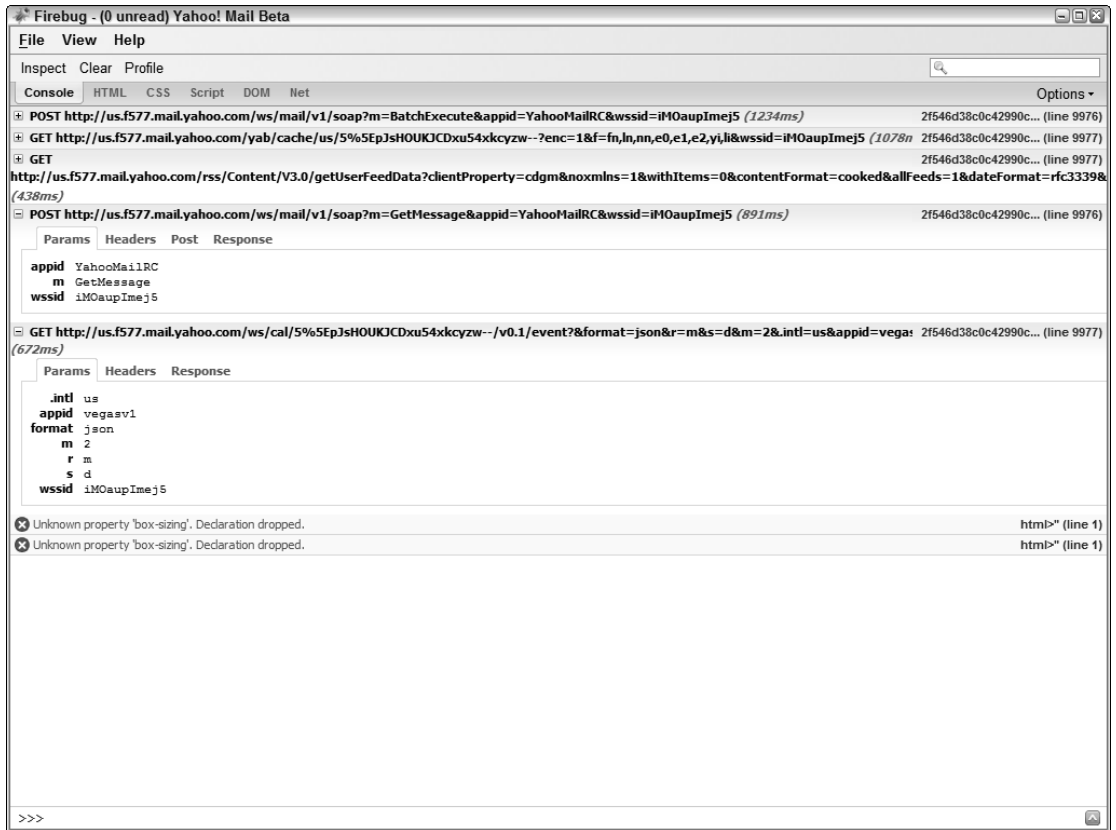 Firebug - (0 unread) Yahoo! Mail Beta
File View Help
Inspect Clear Profile
Console HTML CSS Script DOM Net Options
POST http://us.f577.mail.yahoo.com/ws/mail/v1/soap?m=BatchExecute&appid=YahooMailRC&wssid=iMOaupImej5 (1234ms) 2f546d38c0c42990c... (line 9976)
GET http://us.f577.mail.yahoo.com/yab/cache/us/5%5EpJsHOUKJCDxu54xkcyzw--?enc=1&f=fn,ln,nn,e0,e1,e2,yi,li&wssid=iMOaupImej5 (1078m 2f546d38c0c42990c... (line 9977)
GET 2f546d38c0c42990c... (line 9977)
http://us.f577.mail.yahoo.com/rss/Content/V3.0/getUserFeedData?clientProperty=cdgm&noxmlns=1&withItems=0&contentFormat=cooked&allFeeds=1&dateFormat=rfc3339&
(438ms)
POST http://us.f577.mail.yahoo.com/ws/mail/v1/soap?m=GetMessage&appid=YahooMailRC&wssid=iMOaupImej5 (891ms) 2f546d38c0c42990c... (line 9976)
Params Headers Post Response
appid YahooMailRC
m GetMessage
wssid iMOaupImej5
GET http://us.f577.mail.yahoo.com/ws/cal/5%5EpJsHOUKJCDxu54xkcyzw--/v0.1/event?&format=json&r=m&s=d&m=2&.intl=us&appid=vegas 2f546d38c0c42990c... (line 9977)
(672ms)
Params Headers Response
.intl us
appid vegasv1
format json
m 2
r m
s d
wssid iMOaupImej5
Unknown property 'box-sizing'. Declaration dropped. html>" (line 1)
Unknown property 'box-sizing'. Declaration dropped. html>" (line 1)
>>>